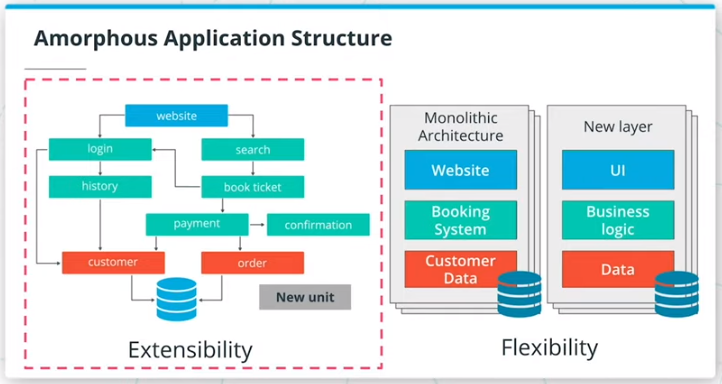 Amorphous Application Structure
website
login
search
history
book ticket
payment
confirmation
customer
order
New unit
Extensibility
Monolithic
Architecture
Website
Booking
System
Customer
Data
New layer
UI
Business
logic
Data
Flexibility